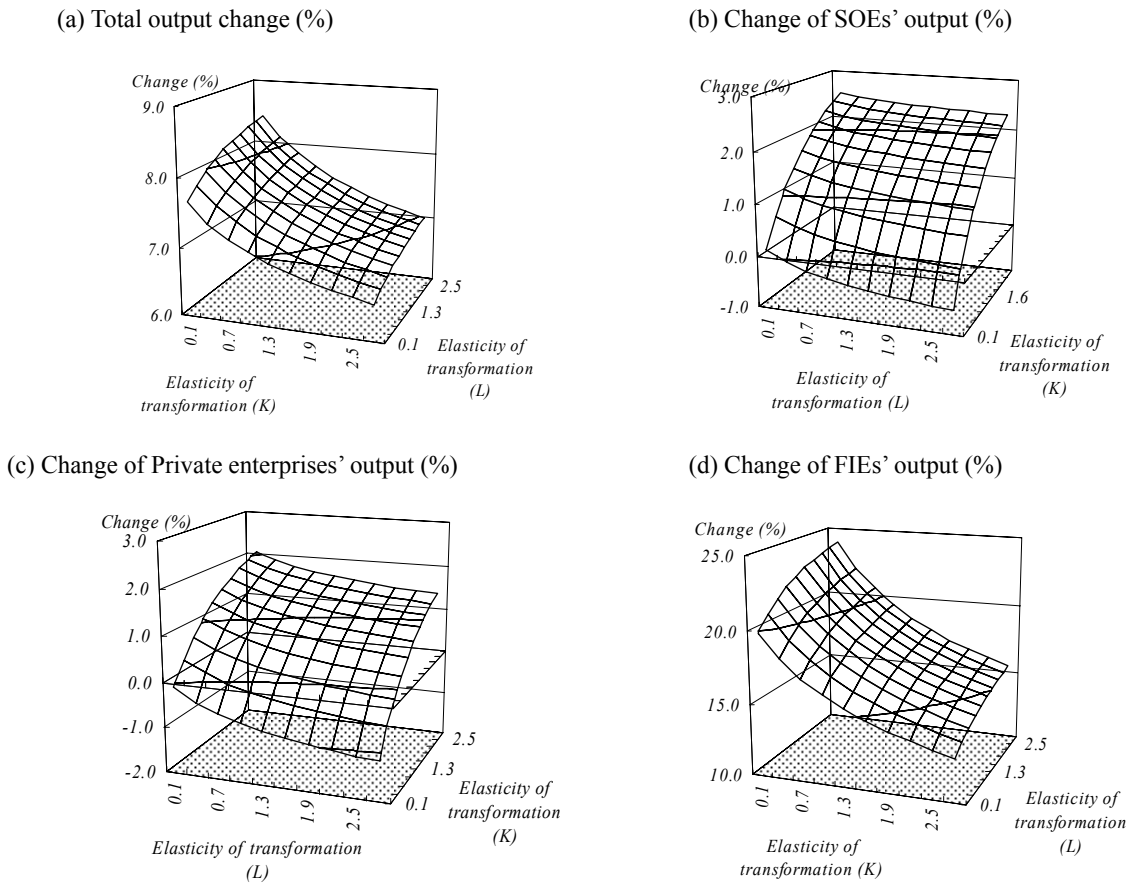 (a) Total output change (%)
Change (%)
9.0
8.0
7.0
6.0
0.1
0.7
1.3
1.9
2.5
Elasticity of
transformation (K)
2.5
1.3
0.1
Elasticity of
transformation
(L)
(b) Change of SOEs’ output (%)
Change (%)
3.0
2.0
1.0
0.0
-1.0
0.1
0.7
1.3
1.9
2.5
Elasticity of
transformation (L)
1.6
0.1
Elasticity of
transformation
(K)
(c) Change of Private enterprises’ output (%)
Change (%)
3.0
2.0
1.0
0.0
-1.0
-2.0
0.1
0.7
1.3
1.9
2.5
Elasticity of transformation
(L)
2.5
1.3
0.1
Elasticity of
transformation
(K)
(d) Change of FIEs’ output (%)
Change (%)
25.0
20.0
15.0
10.0
0.1
0.7
1.3
1.9
2.5
Elasticity of
transformation (K)
2.5
1.3
0.1
Elasticity of
transformation
(L)